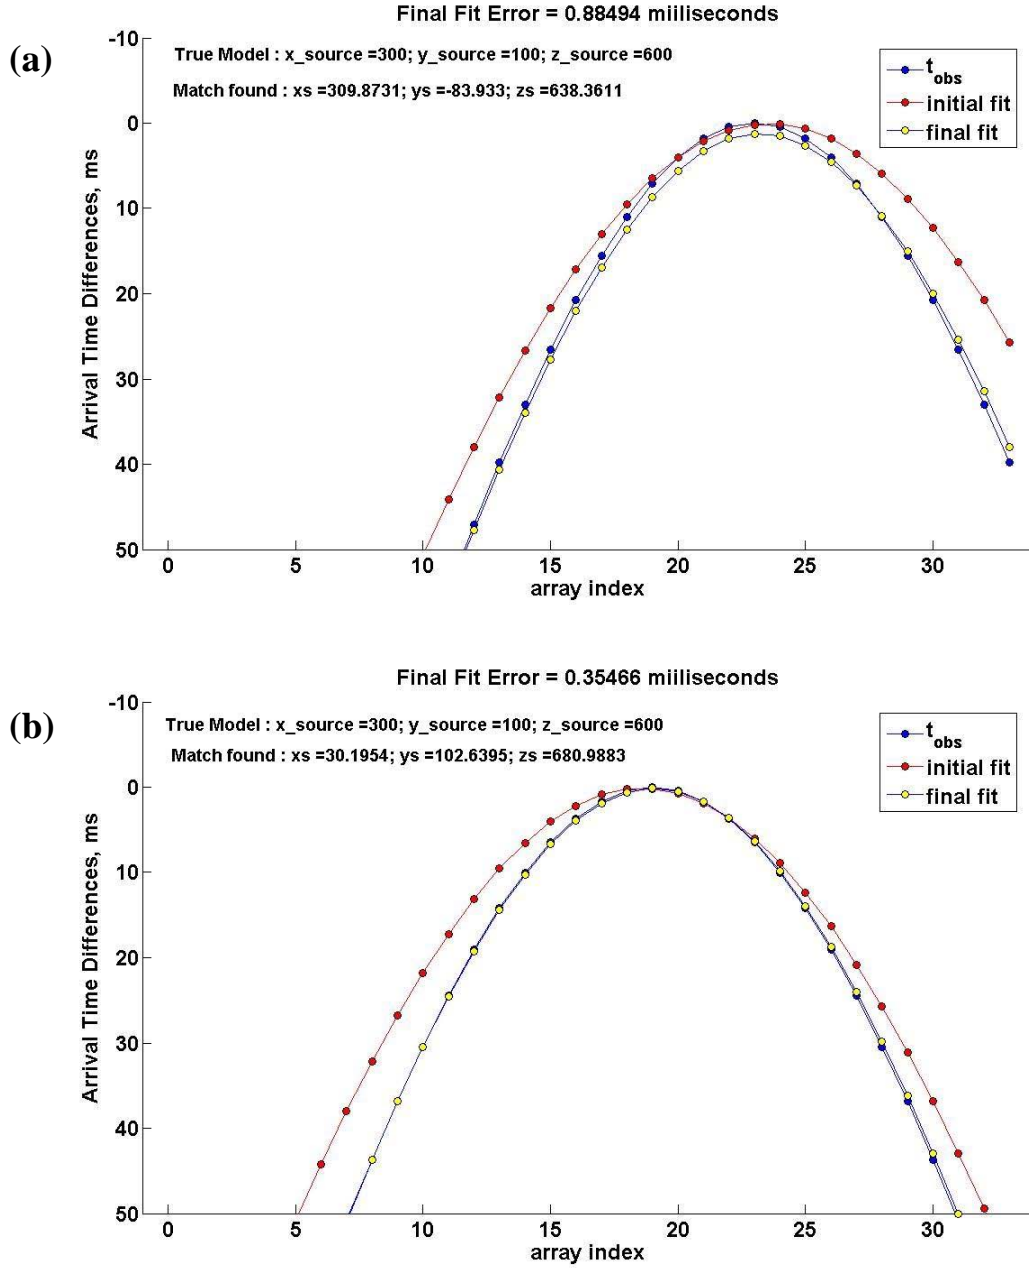 Final Fit Error = 0.88494 miiliseconds
(a)
True Model : x_source =300; y_source =100; z_source =600
Match found : xs =309.8731; ys =-83.933; zs =638.3611
t_obs
initial fit
final fit
Arrival Time Differences, ms
-10
0
10
20
30
40
50
0 5 10 15 20 25 30
array index
Final Fit Error = 0.35466 miiliseconds
(b)
True Model : x_source =300; y_source =100; z_source =600
Match found : xs =30.1954; ys =102.6395; zs =680.9883
t_obs
initial fit
final fit
Arrival Time Differences, ms
-10
0
10
20
30
40
50
0 5 10 15 20 25 30
array index